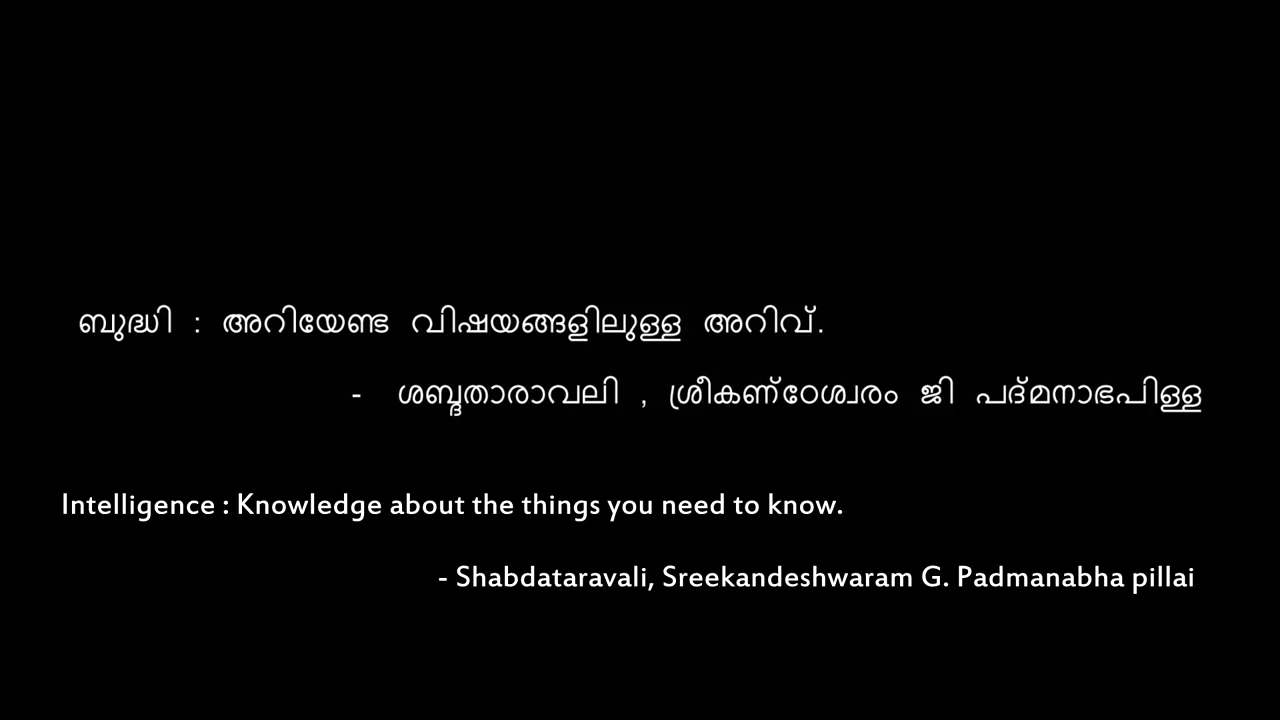 ബുദ്ധി : അറിയേണ്ട വിഷയങ്ങളിലുള്ള അറിവ്.
- ശബ്ദതാരാവലി , ശ്രീകണ്ഠേശ്വരം ജി പദ്മനാഭപിള്ള
Intelligence : Knowledge about the things you need to know.
- Shabdataravali, Sreekandeshwaram G. Padmanabha pillai